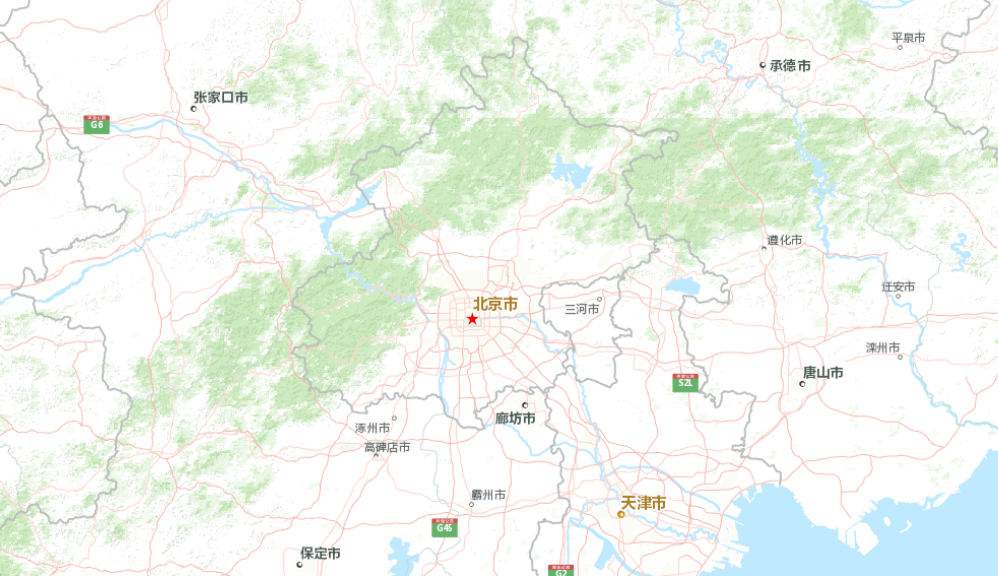 平泉市
承德市
张家口市
G6
遵化市
迁安市
北京市
三河市
滦州市
唐山市
S21
廊坊市
涿州市
高碑店市
霸州市
天津市
G45
保定市
G2